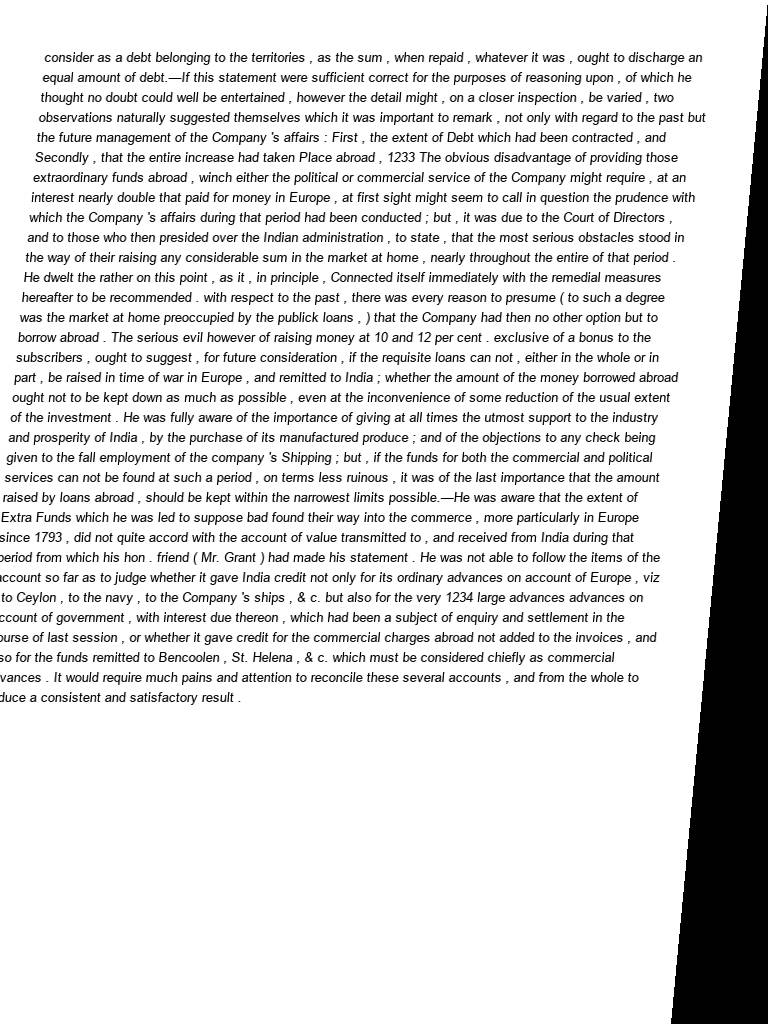 consider as a debt belonging to the territories , as the sum , when repaid , whatever it was , ought to discharge an
equal amount of debt.—If this statement were sufficient correct for the purposes of reasoning upon , of which he
thought no doubt could well be entertained , however the detail might , on a closer inspection , be varied , two
observations naturally suggested themselves which it was important to remark , not only with regard to the past but
the future management of the Company 's affairs : First , the extent of Debt which had been contracted , and
Secondly , that the entire increase had taken Place abroad , 1233 The obvious disadvantage of providing those
extraordinary funds abroad , winch either the political or commercial service of the Company might require , at an
interest nearly double that paid for money in Europe , at first sight might seem to call in question the prudence with
which the Company 's affairs during that period had been conducted ; but , it was due to the Court of Directors ,
and to those who then presided over the Indian administration , to state , that the most serious obstacles stood in
the way of their raising any considerable sum in the market at home , nearly throughout the entire of that period .
He dwelt the rather on this point , as it , in principle , Connected itself immediately with the remedial measures
hereafter to be recommended . with respect to the past , there was every reason to presume ( to such a degree
was the market at home preoccupied by the publick loans , ) that the Company had then no other option but to
borrow abroad . The serious evil however of raising money at 10 and 12 per cent . exclusive of a bonus to the
subscribers , ought to suggest , for future consideration , if the requisite loans can not , either in the whole or in
part , be raised in time of war in Europe , and remitted to India ; whether the amount of the money borrowed abroad
ought not to be kept down as much as possible , even at the inconvenience of some reduction of the usual extent
of the investment . He was fully aware of the importance of giving at all times the utmost support to the industry
and prosperity of India , by the purchase of its manufactured produce ; and of the objections to any check being
given to the fall employment of the company 's Shipping ; but , if the funds for both the commercial and political
services can not be found at such a period , on terms less ruinous , it was of the last importance that the amount
raised by loans abroad , should be kept within the narrowest limits possible.—He was aware that the extent of
Extra Funds which he was led to suppose bad found their way into the commerce , more particularly in Europe
since 1793 , did not quite accord with the account of value transmitted to , and received from India during that
period from which his hon . friend ( Mr. Grant ) had made his statement . He was not able to follow the items of the
account so far as to judge whether it gave India credit not only for its ordinary advances on account of Europe , viz
to Ceylon , to the navy , to the Company 's ships , & c. but also for the very 1234 large advances advances on
ccount of government , with interest due thereon , which had been a subject of enquiry and settlement in the
ourse of last session , or whether it gave credit for the commercial charges abroad not added to the invoices , and
so for the funds remitted to Bencoolen , St. Helena , & c. which must be considered chiefly as commercial
vances . It would require much pains and attention to reconcile these several accounts , and from the whole to
duce a consistent and satisfactory result .